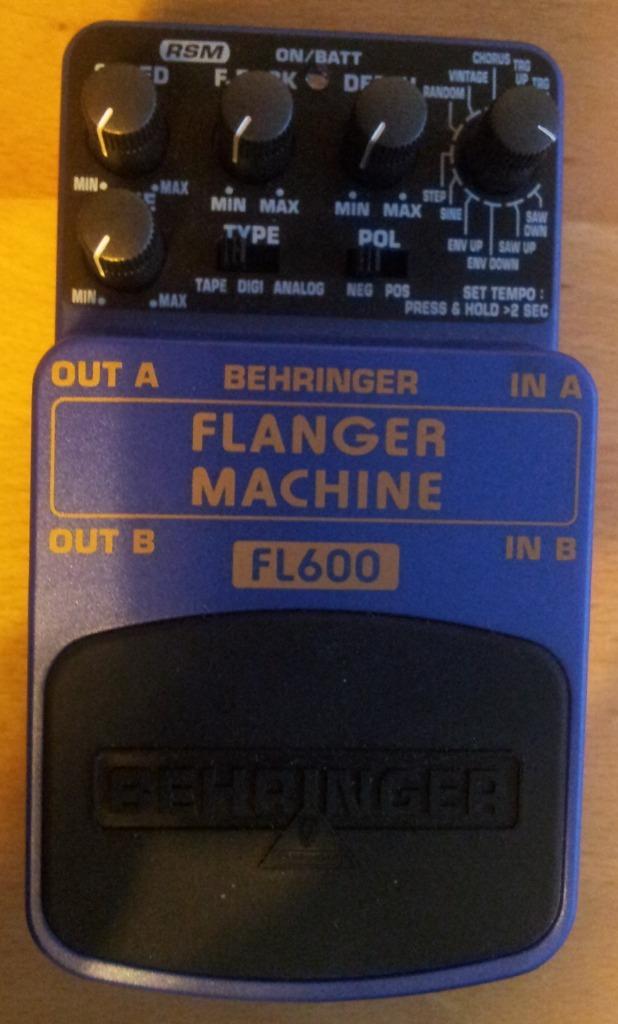 RSM
ON/BATT
CHORUS
TRG UP
TRG
VINTAGE
RANDOM
MIN MAX
MIN MAX
MIN MAX
STEP
SINE
SAW DWN
ENV UP
SAW UP
ENV DOWN
TYPE
POL
TAPE DIGI ANALOG
NEG POS
MIN MAX
SET TEMPO :
PRESS & HOLD >2 SEC
OUT A BEHRINGER IN A
FLANGER
MACHINE
OUT B IN B
FL600
BEHRINGER